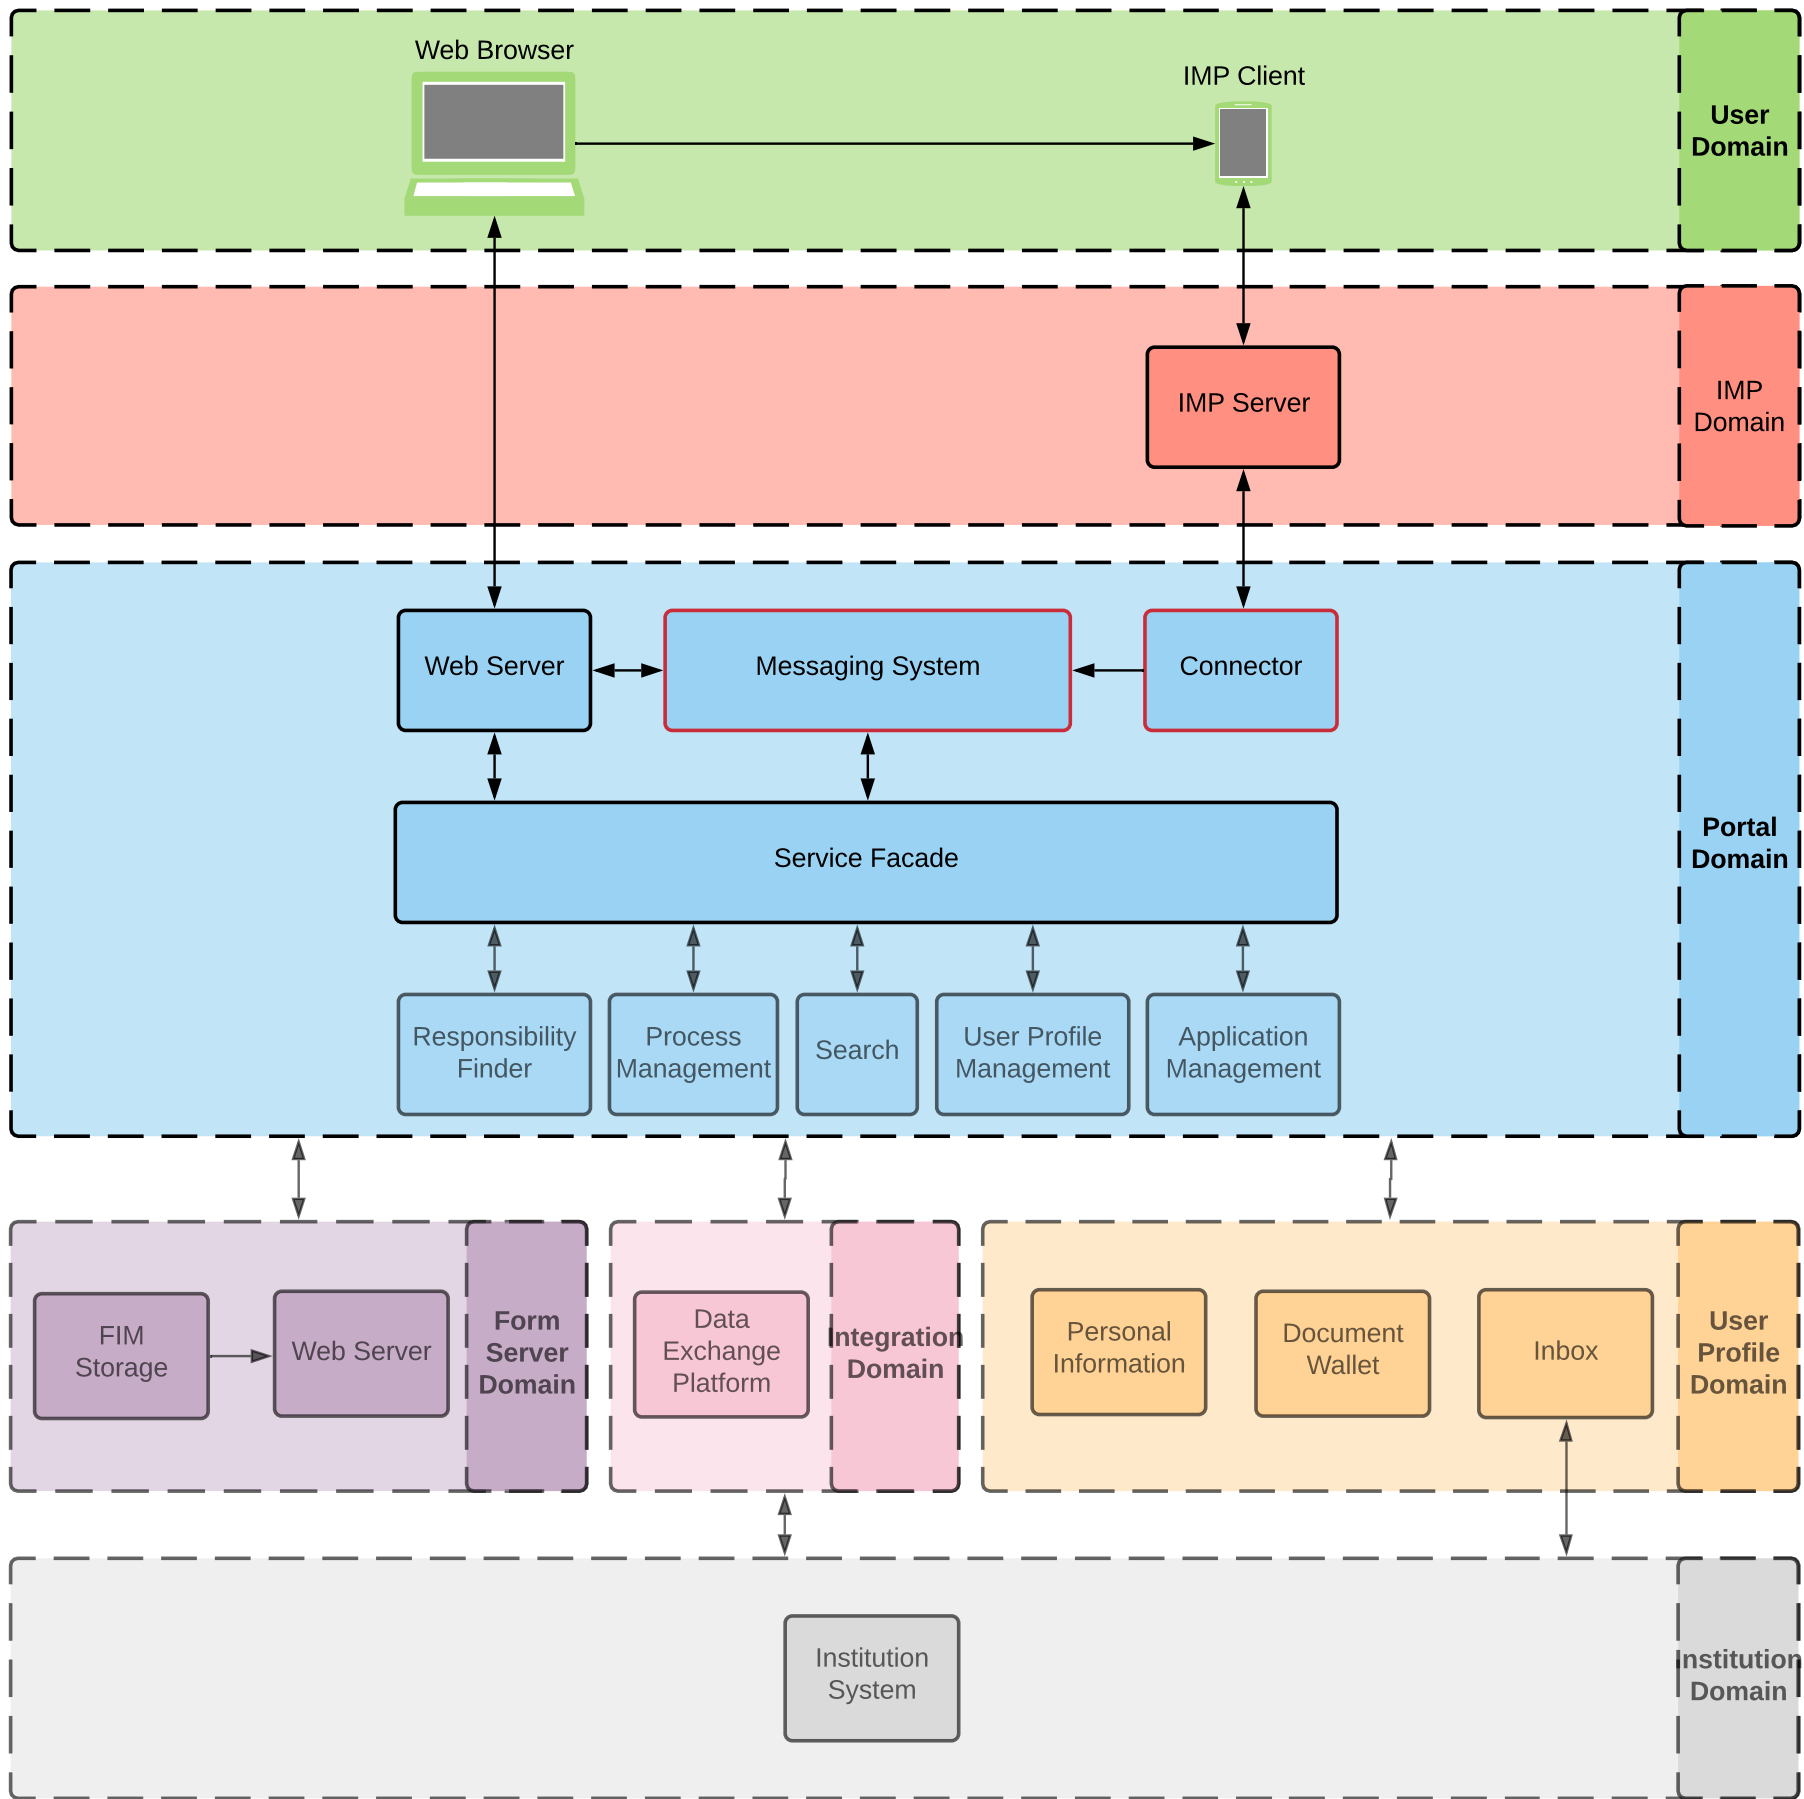 Web Browser
IMP Client
User
Domain
IMP Server
IMP
Domain
Web Server
Messaging System
Connector
Service Facade
Portal
Domain
Responsibility
Finder
Process
Management
Search
User Profile
Management
Application
Management
FIM
Storage
Web Server
Form
Server
Domain
Data
Exchange
Platform
Integration
Domain
Personal
Information
Document
Wallet
Inbox
User
Profile
Domain
Institution
System
Institution
Domain